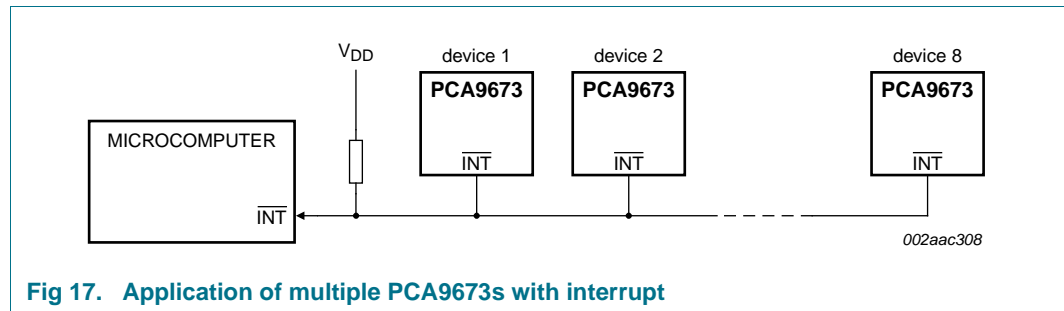 V_DD
device 1
device 2
device 8
PCA9673
PCA9673
PCA9673
MICROCOMPUTER
INT
INT
INT
INT
002aac308
Fig 17. Application of multiple PCA9673s with interrupt